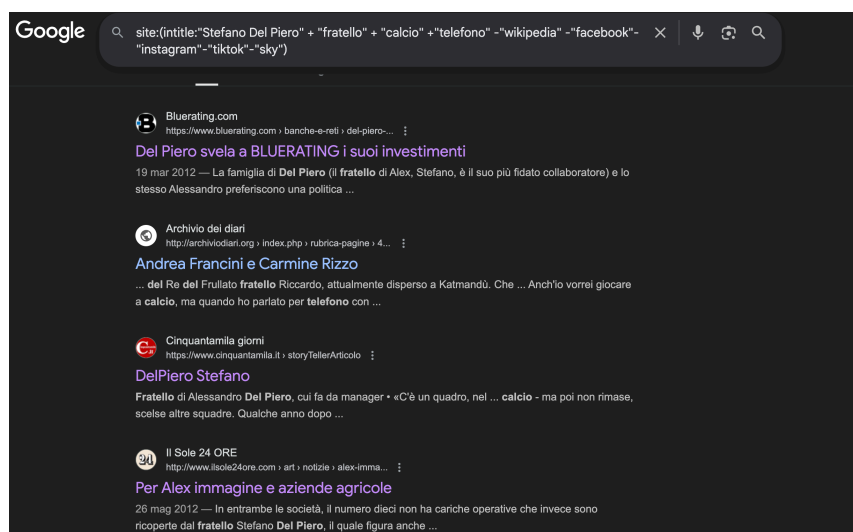 Google
site:(intitle:"Stefano Del Piero" + "fratello" + "calcio" +"telefono" -"wikipedia" -"facebook"-
"instagram"-"tiktok"-"sky")
Bluerating.com
https://www.bluerating.com › banche-e-reti › del-piero-...
Del Piero svela a BLUERATING i suoi investimenti
19 mar 2012 — La famiglia di Del Piero (il fratello di Alex, Stefano, è il suo più fidato collaboratore) e lo
stesso Alessandro preferiscono una politica ...
Archivio dei diari
http://archiviodiari.org › index.php › rubrica-pagine › 4...
Andrea Francini e Carmine Rizzo
... del Re del Frullato fratello Riccardo, attualmente disperso a Katmandù. Che ... Anch'io vorrei giocare
a calcio, ma quando ho parlato per telefono con ...
Cinquantamila giorni
https://www.cinquantamila.it › storyTellerArticolo
DelPiero Stefano
Fratello di Alessandro Del Piero, cui fa da manager • «C'è un quadro, nel ... calcio - ma poi non rimase,
scelse altre squadre. Qualche anno dopo ...
Il Sole 24 ORE
http://www.ilsole24ore.com › art › notizie › alex-imma...
Per Alex immagine e aziende agricole
26 mag 2012 — In entrambe le società, il numero dieci non ha cariche operative che invece sono
ricoperte dal fratello Stefano Del Piero, il quale figura anche ...